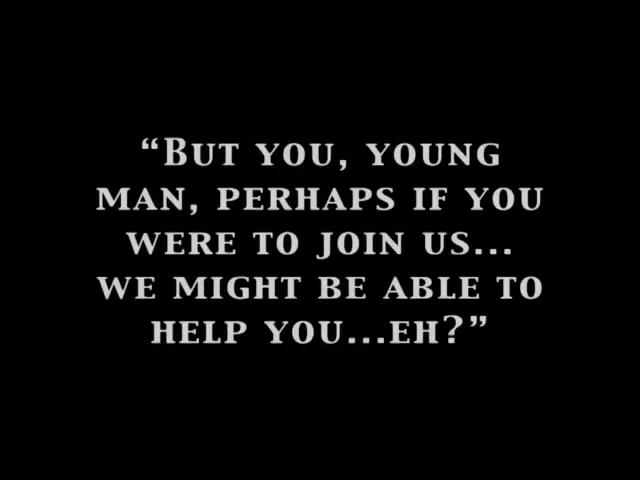 “But you, young
man, perhaps if you
were to join us...
we might be able to
help you...eh?”